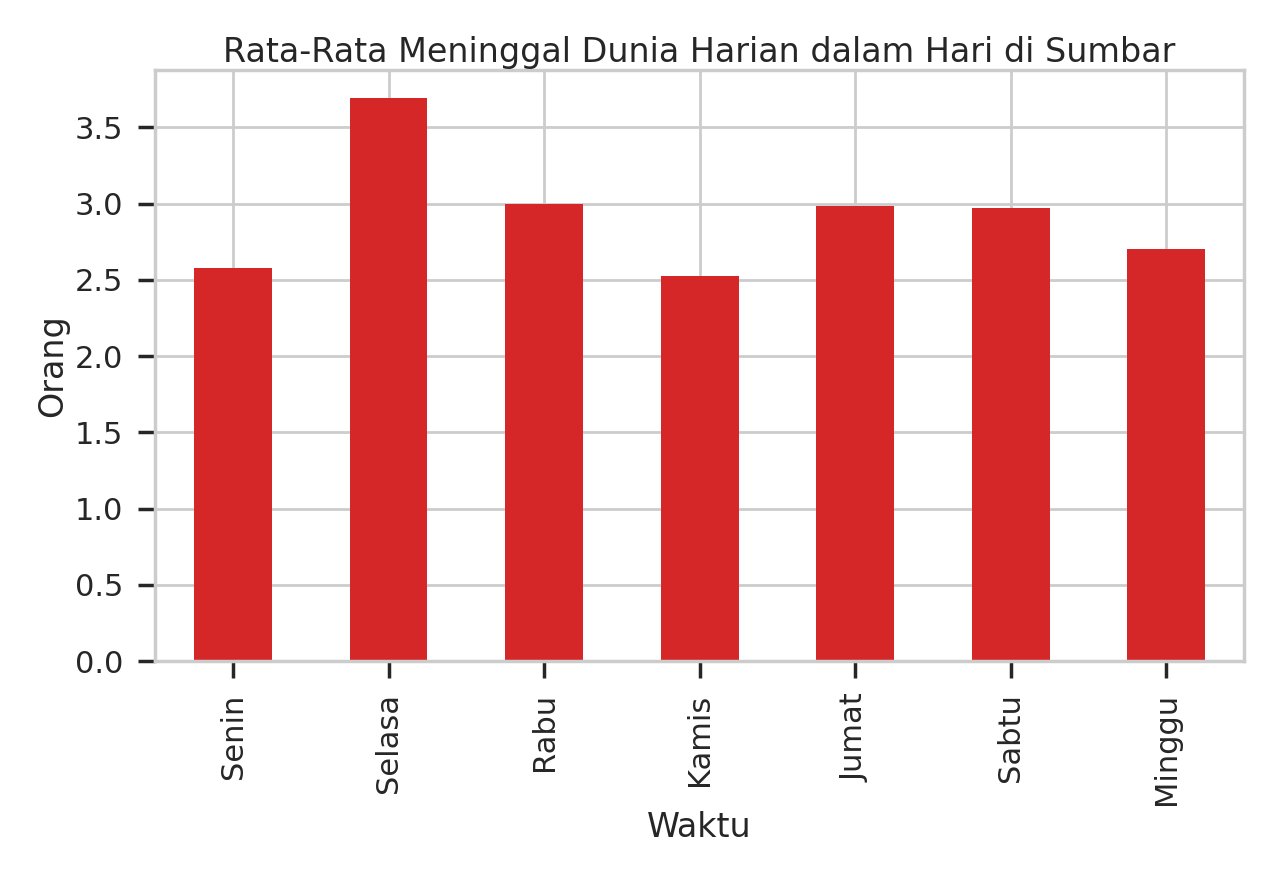 Rata-Rata Meninggal Dunia Harian dalam Hari di Sumbar
Orang
3.5
3.0
2.5
2.0
1.5
1.0
0.5
0.0
Senin
Selasa
Rabu
Kamis
Jumat
Sabtu
Minggu
Waktu